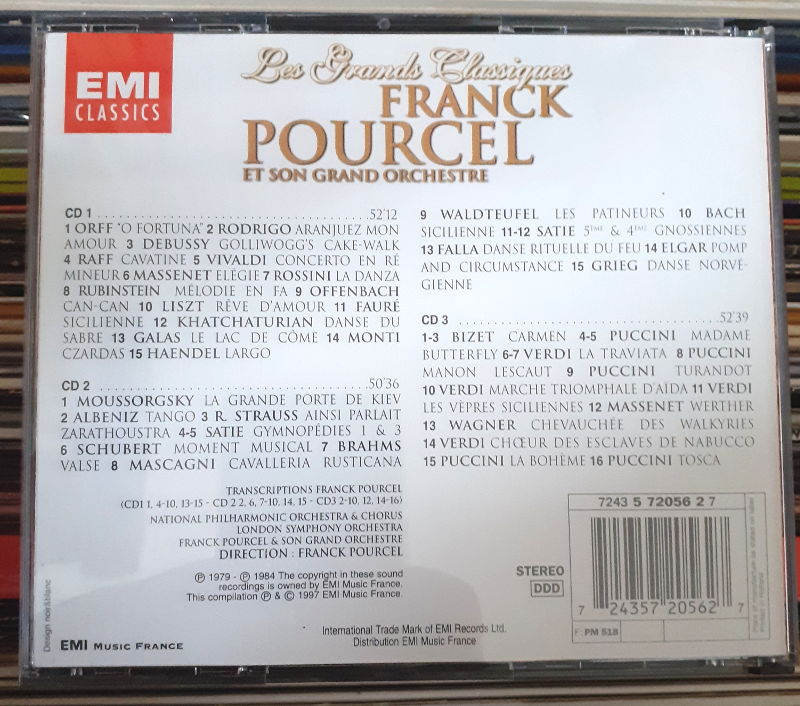 EMI
CLASSICS
Les Grands Classiques
FRANCK
POURCEL
ET SON GRAND ORCHESTRE
CD 1 ........................................52'12
1 ORFF "O FORTUNA" 2 RODRIGO ARANJUEZ MON
AMOUR 3 DEBUSSY GOLLIWOGG'S CAKE-WALK
4 RAFF CAVATINE 5 VIVALDI CONCERTO EN RÉ
MINEUR 6 MASSENET ELÉGIE 7 ROSSINI LA DANZA
8 RUBINSTEIN MÉLODIE EN FA 9 OFFENBACH
CAN-CAN 10 LISZT RÊVE D'AMOUR 11 FAURÉ
SICILIENNE 12 KHATCHATURIAN DANSE DU
SABRE 13 GALAS LE LAC DE CÔME 14 MONTI
CZARDAS 15 HAENDEL LARGO
CD 2 ........................................50'36
1 MOUSSORGSKY LA GRANDE PORTE DE KIEV
2 ALBENIZ TANGO 3 R. STRAUSS AINSI PARLAIT
ZARATHOUSTRA 4-5 SATIE GYMNOPÉDIES 1 & 3
6 SCHUBERT MOMENT MUSICAL 7 BRAHMS
VALSE 8 MASCAGNI CAVALLERIA RUSTICANA
9 WALDTEUFEL LES PATINEURS 10 BACH
SICILIENNE 11-12 SATIE 5ÈME & 4ÈME GNOSSIENNES
13 FALLA DANSE RITUELLE DU FEU 14 ELGAR POMP
AND CIRCUMSTANCE 15 GRIEG DANSE NORVÉ-
GIENNE
CD 3 ........................................52'39
1-3 BIZET CARMEN 4-5 PUCCINI MADAME
BUTTERFLY 6-7 VERDI LA TRAVIATA 8 PUCCINI
MANON LESCAUT 9 PUCCINI TURANDOT
10 VERDI MARCHE TRIOMPHALE D'AÏDA 11 VERDI
LES VÈPRES SICILIENNES 12 MASSENET WERTHER
13 WAGNER CHEVAUCHÉE DES WALKYRIES
14 VERDI CHŒUR DES ESCLAVES DE NABUCCO
15 PUCCINI LA BOHÈME 16 PUCCINI TOSCA
TRANSCRIPTIONS FRANCK POURCEL
(CD1 1, 4-10, 13-15 - CD 2 2, 6, 7-10, 14, 15 - CD3 2-10, 12, 14-16)
NATIONAL PHILHARMONIC ORCHESTRA & CHORUS
LONDON SYMPHONY ORCHESTRA
FRANCK POURCEL & SON GRAND ORCHESTRE
DIRECTION : FRANCK POURCEL
℗ 1979 - ℗ 1984 The copyright in these sound
recordings is owned by EMI Music France.
This compilation ℗ & © 1997 EMI Music France.
Design noir&blanc
EMI MUSIC FRANCE
International Trade Mark of EMI Records Ltd.
Distribution EMI Music France
STEREO
DDD
7243 5 72056 2 7
7 24357 20562 7
F: PM 518